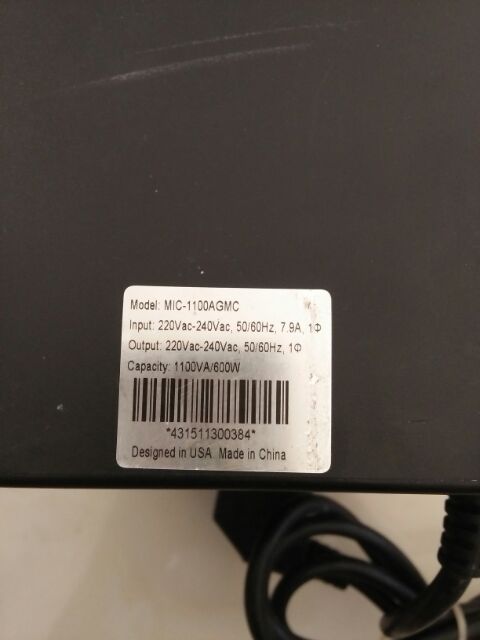 Model: MIC-1100AGMC
Input: 220Vac-240Vac, 50/60Hz, 7.9A, 1Φ
Output: 220Vac-240Vac, 50/60Hz, 1Φ
Capacity: 1100VA/600W
*431511300384*
Designed in USA Made in China